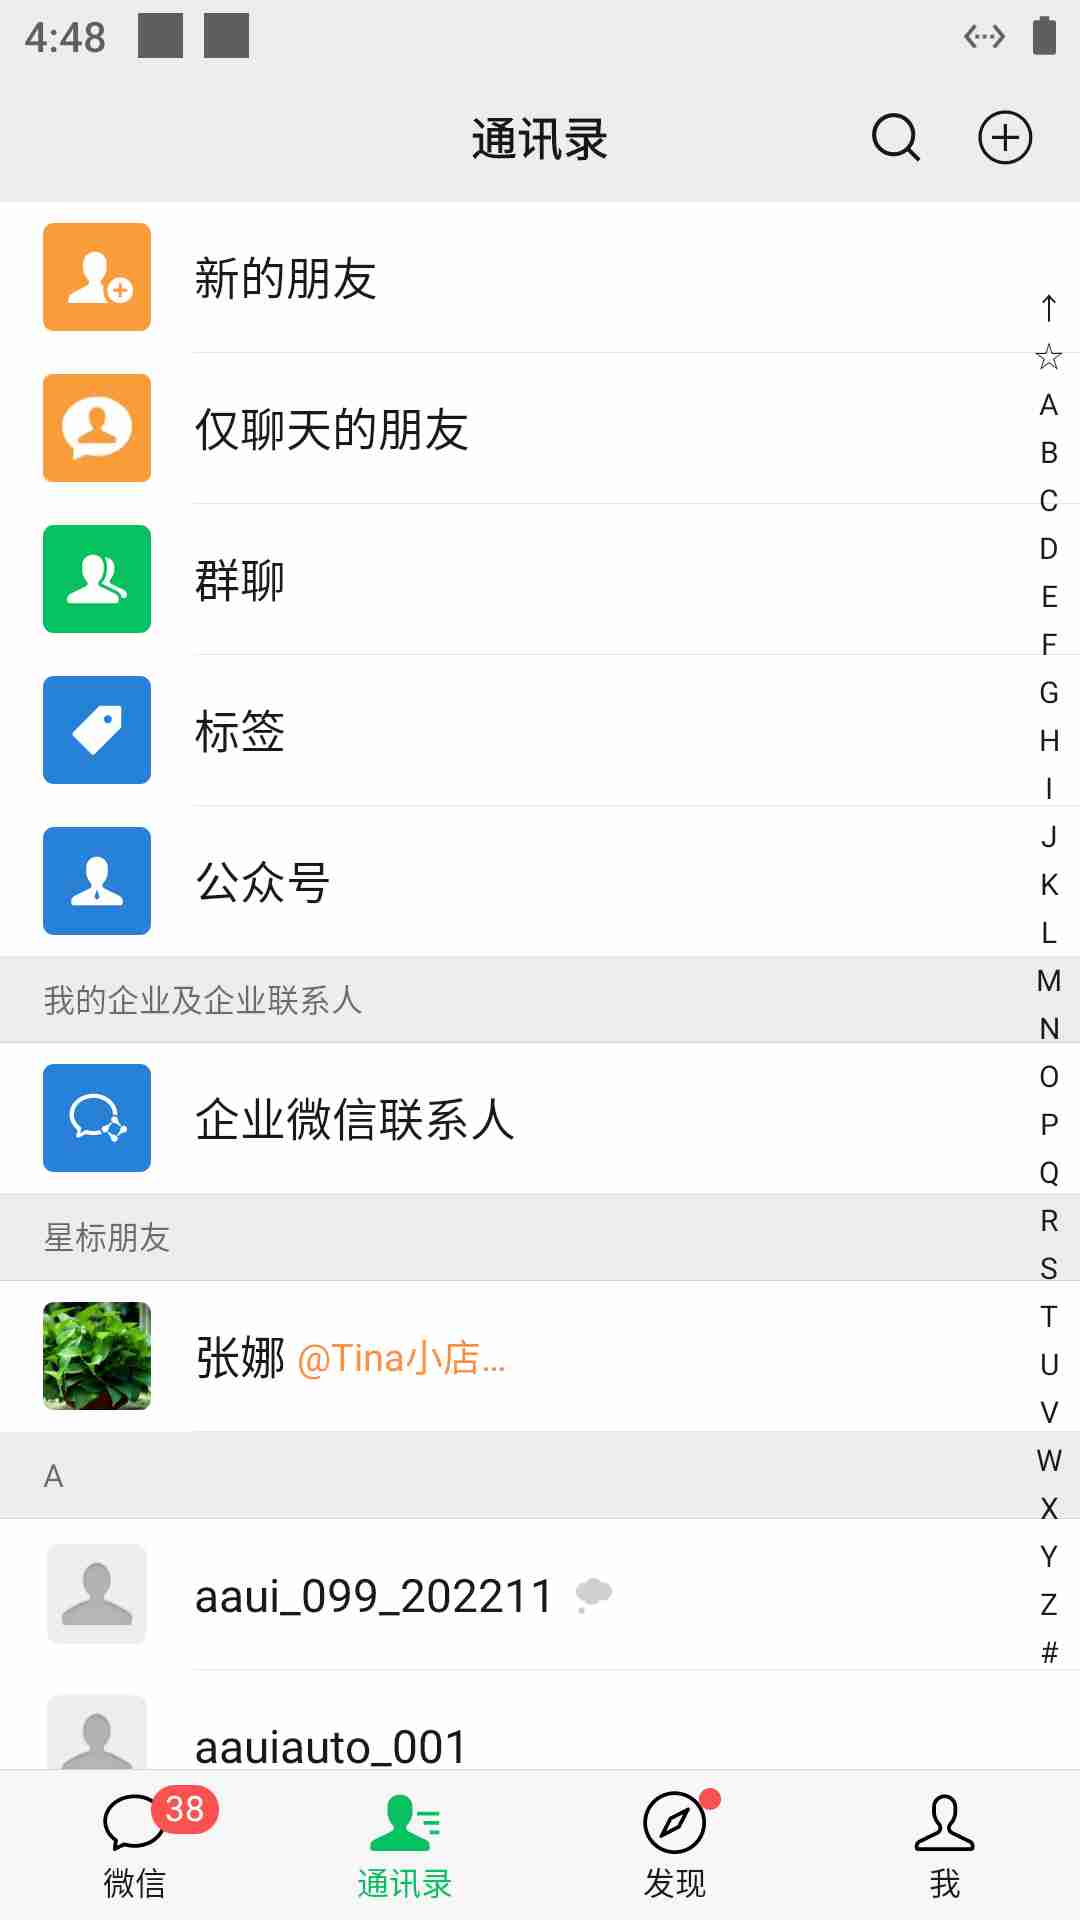 4:48
通讯录
新的朋友
仅聊天的朋友
群聊
标签
公众号
我的企业及企业联系人
企业微信联系人
星标朋友
张娜 @Tina小店...
A
aaui_099_202211
aauiauto_001
↑
☆
A
B
C
D
E
F
G
H
I
J
K
L
M
N
O
P
Q
R
S
T
U
V
W
X
Y
Z
#
38
微信
通讯录
发现
我